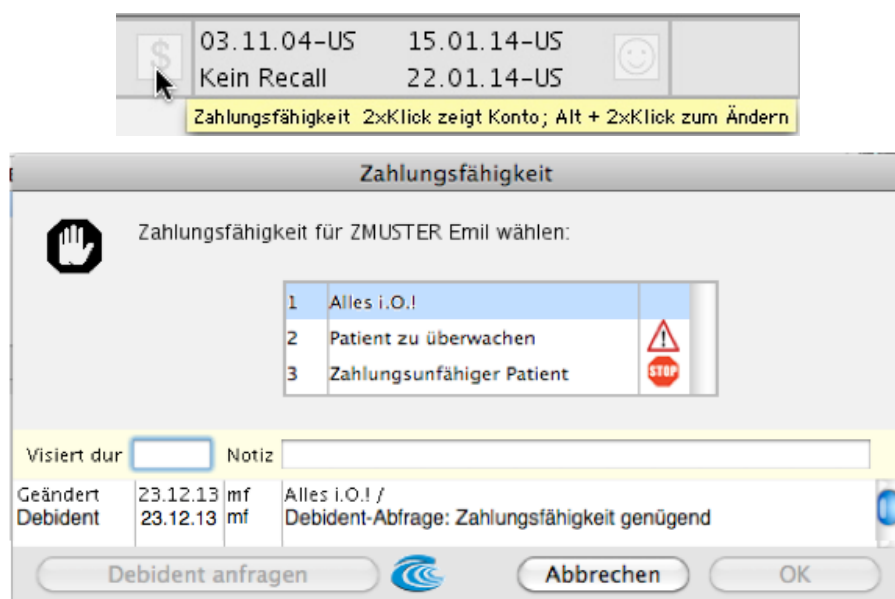 $ 03.11.04-US 15.01.14-US
Kein Recall 22.01.14-US
Zahlungsfähigkeit 2xKlick zeigt Konto; Alt + 2xKlick zum Ändern
Zahlungsfähigkeit
Zahlungsfähigkeit für ZMUSTER Emil wählen:
1 Alles i.O.!
2 Patient zu überwachen
3 Zahlungsunfähiger Patient STOP
Visiert dur Notiz
Geändert 23.12.13 mf Alles i.O.! /
Debident 23.12.13 mf Debident-Abfrage: Zahlungsfähigkeit genügend
Debident anfragen Abbrechen OK